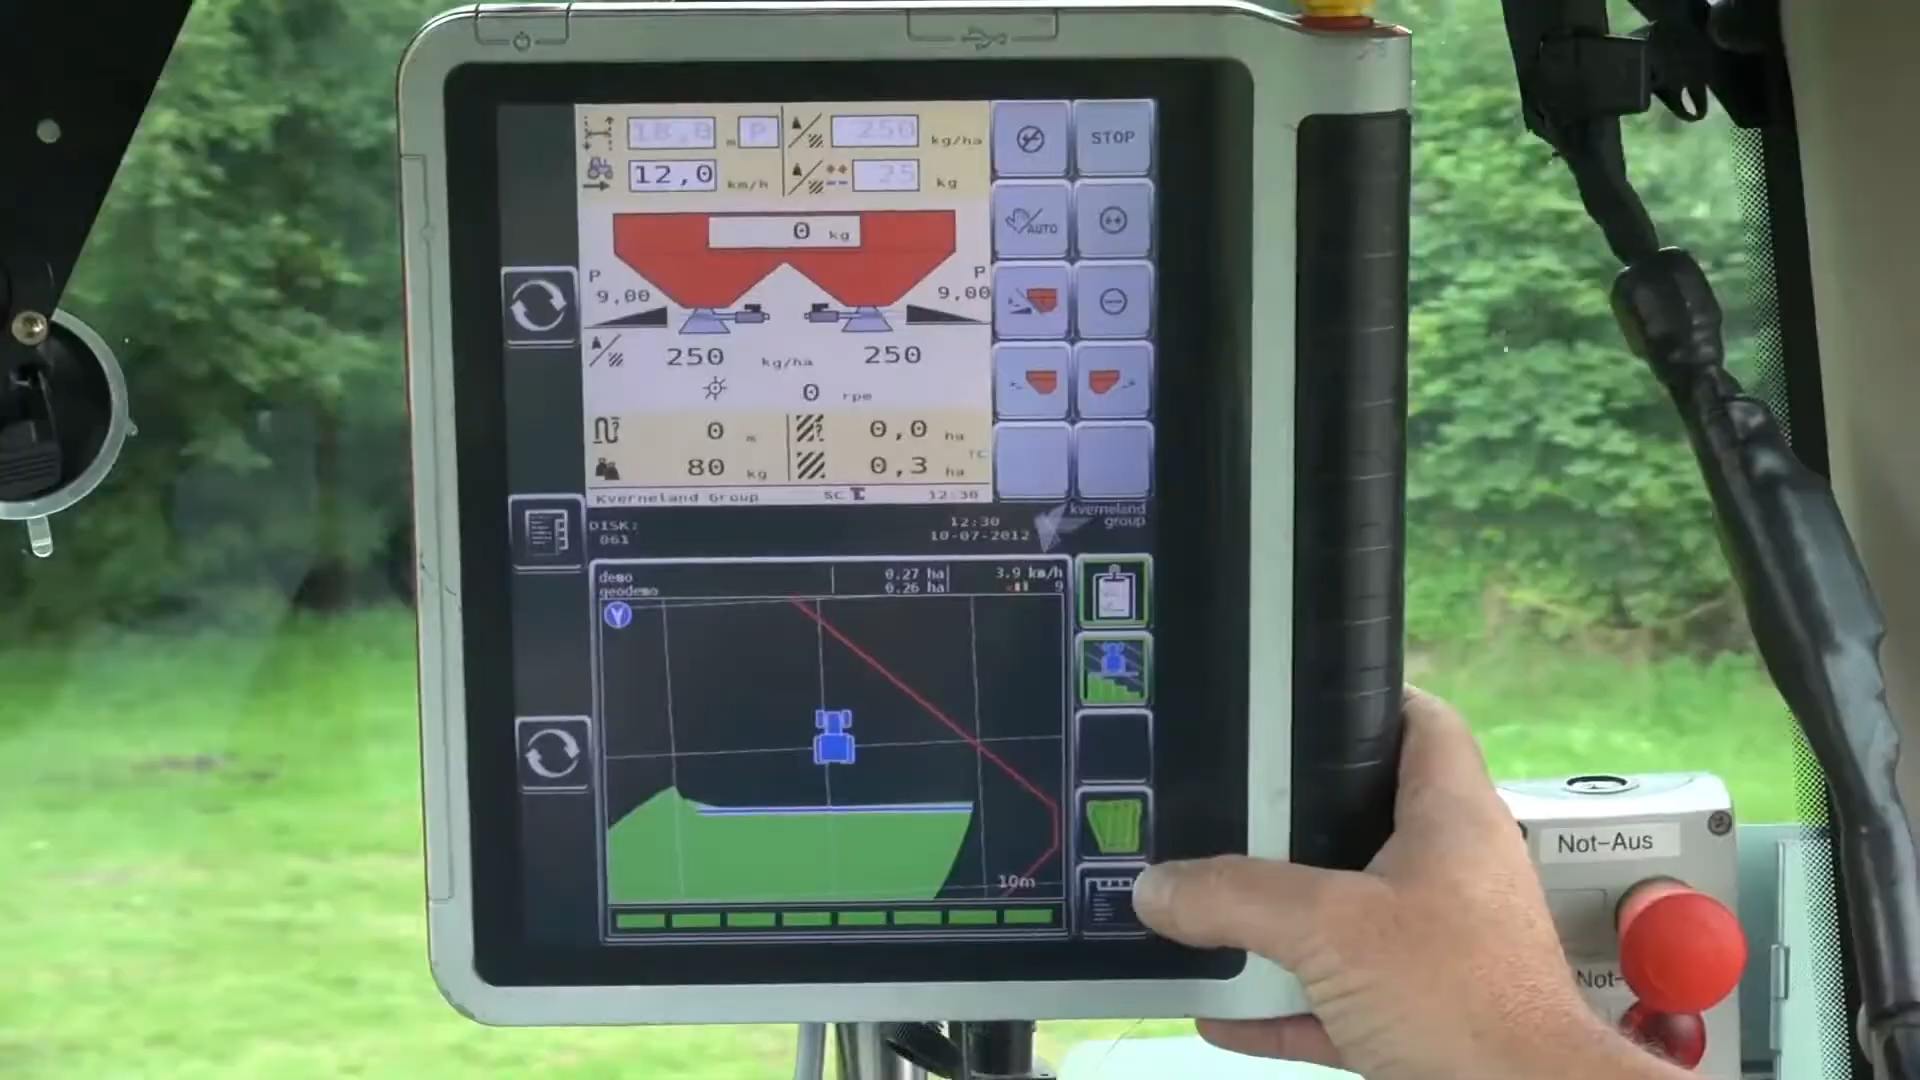 18,0 m P 250 kg/ha
12,0 km/h 25 kg
STOP
AUTO
0 kg
P P
9,00 9,00
250 kg/ha 250
0 rpm
0 m 0,0 ha
TC
80 kg 0,3 ha
Kverneland Group SC 12:30
DISK:
061
12:30
10-07-2012
kverneland
group
demo 0.27 ha 3.9 km/h
geodemo 0.26 ha 9
10m
Not-Aus
Not-